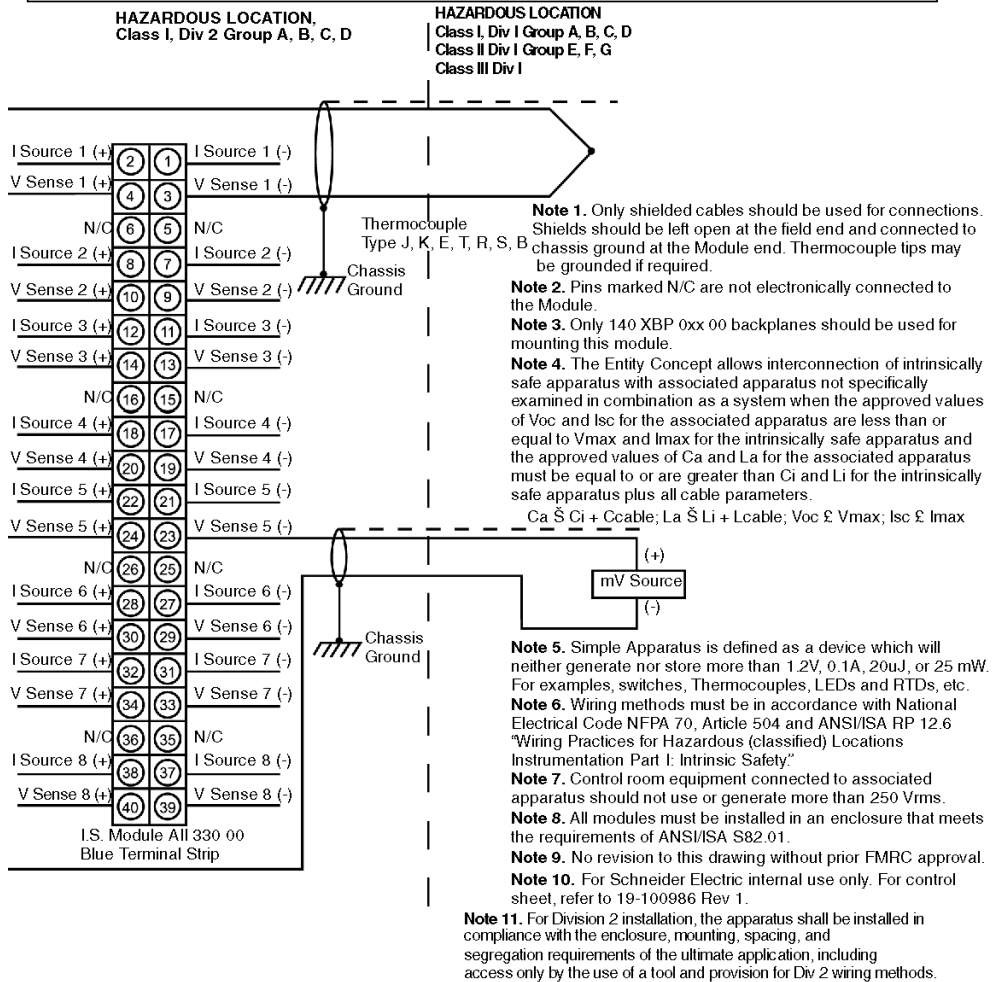 HAZARDOUS LOCATION,
Class I, Div 2 Group A, B, C, D
HAZARDOUS LOCATION
Class I, Div I Group A, B, C, D
Class II Div I Group E, F, G
Class III Div I
I Source 1 (+) 2 1 I Source 1 (-)
V Sense 1 (+) 4 3 V Sense 1 (-)
N/C 6 5 N/C
I Source 2 (+) 8 7 I Source 2 (-)
V Sense 2 (+) 10 9 V Sense 2 (-)
I Source 3 (+) 12 11 I Source 3 (-)
V Sense 3 (+) 14 13 V Sense 3 (-)
N/C 16 15 N/C
I Source 4 (+) 18 17 I Source 4 (-)
V Sense 4 (+) 20 19 V Sense 4 (-)
I Source 5 (+) 22 21 I Source 5 (-)
V Sense 5 (+) 24 23 V Sense 5 (-)
N/C 26 25 N/C
I Source 6 (+) 28 27 I Source 6 (-)
V Sense 6 (+) 30 29 V Sense 6 (-)
I Source 7 (+) 32 31 I Source 7 (-)
V Sense 7 (+) 34 33 V Sense 7 (-)
N/C 36 35 N/C
I Source 8 (+) 38 37 I Source 8 (-)
V Sense 8 (+) 40 39 V Sense 8 (-)
I.S. Module AII 330 00
Blue Terminal Strip
Thermocouple
Type J, K, E, T, R, S, B
Chassis
Ground
Note 1. Only shielded cables should be used for connections.
Shields should be left open at the field end and connected to
chassis ground at the Module end. Thermocouple tips may
be grounded if required.
Note 2. Pins marked N/C are not electronically connected to
the Module.
Note 3. Only 140 XBP 0xx 00 backplanes should be used for
mounting this module.
Note 4. The Entity Concept allows interconnection of intrinsically
safe apparatus with associated apparatus not specifically
examined in combination as a system when the approved values
of Voc and Isc for the associated apparatus are less than or
equal to Vmax and Imax for the intrinsically safe apparatus and
the approved values of Ca and La for the associated apparatus
must be equal to or are greater than Ci and Li for the intrinsically
safe apparatus plus all cable parameters.
Ca Š Ci + Ccable; La Š Li + Lcable; Voc £ Vmax; Isc £ Imax
(+)
mV Source
(-)
Chassis
Ground
Note 5. Simple Apparatus is defined as a device which will
neither generate nor store more than 1.2V, 0.1A, 20uJ, or 25 mW.
For examples, switches, Thermocouples, LEDs and RTDs, etc.
Note 6. Wiring methods must be in accordance with National
Electrical Code NFPA 70, Article 504 and ANSI/ISA RP 12.6
“Wiring Practices for Hazardous (classified) Locations
Instrumentation Part I: Intrinsic Safety.”
Note 7. Control room equipment connected to associated
apparatus should not use or generate more than 250 Vrms.
Note 8. All modules must be installed in an enclosure that meets
the requirements of ANSI/ISA S82.01.
Note 9. No revision to this drawing without prior FMRC approval.
Note 10. For Schneider Electric internal use only. For control
sheet, refer to 19-100986 Rev 1.
Note 11. For Division 2 installation, the apparatus shall be installed in
compliance with the enclosure, mounting, spacing, and
segregation requirements of the ultimate application, including
access only by the use of a tool and provision for Div 2 wiring methods.